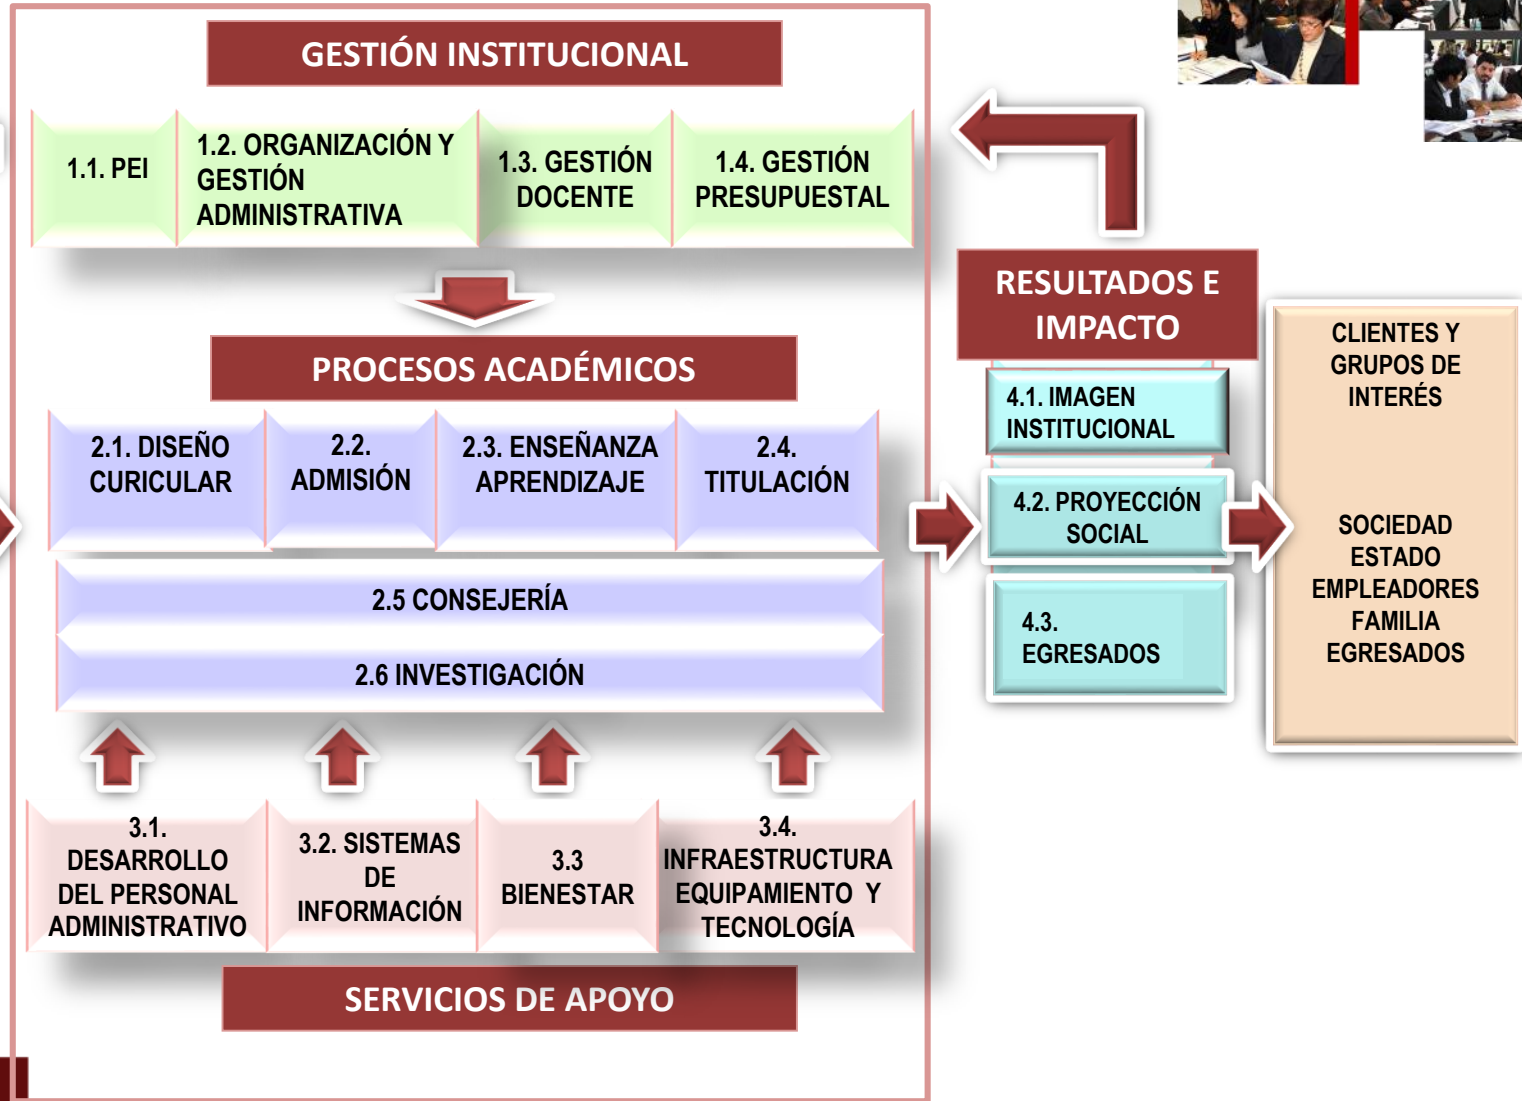 GESTIÓN INSTITUCIONAL
1.1. PEI
1.2. ORGANIZACIÓN Y
GESTIÓN
ADMINISTRATIVA
1.3. GESTIÓN
DOCENTE
1.4. GESTIÓN
PRESUPUESTAL
PROCESOS ACADÉMICOS
2.1. DISEÑO
CURICULAR
2.2.
ADMISIÓN
2.3. ENSEÑANZA
APRENDIZAJE
2.4.
TITULACIÓN
2.5 CONSEJERÍA
2.6 INVESTIGACIÓN
3.1.
DESARROLLO
DEL PERSONAL
ADMINISTRATIVO
3.2. SISTEMAS
DE
INFORMACIÓN
3.3
BIENESTAR
3.4.
INFRAESTRUCTURA
EQUIPAMIENTO Y
TECNOLOGÍA
SERVICIOS DE APOYO
RESULTADOS E
IMPACTO
4.1. IMAGEN
INSTITUCIONAL
4.2. PROYECCIÓN
SOCIAL
4.3.
EGRESADOS
CLIENTES Y
GRUPOS DE
INTERÉS
SOCIEDAD
ESTADO
EMPLEADORES
FAMILIA
EGRESADOS